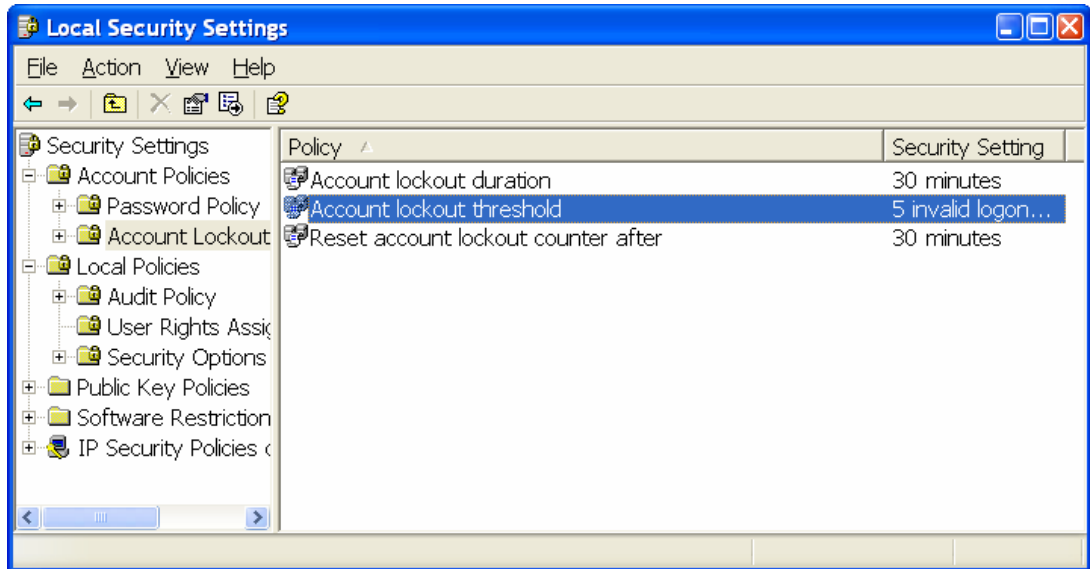 Local Security Settings
File Action View Help
Security Settings
Account Policies
Password Policy
Account Lockout
Local Policies
Audit Policy
User Rights Assig
Security Options
Public Key Policies
Software Restriction
IP Security Policies o
Policy Security Setting
Account lockout duration 30 minutes
Account lockout threshold 5 invalid logon...
Reset account lockout counter after 30 minutes